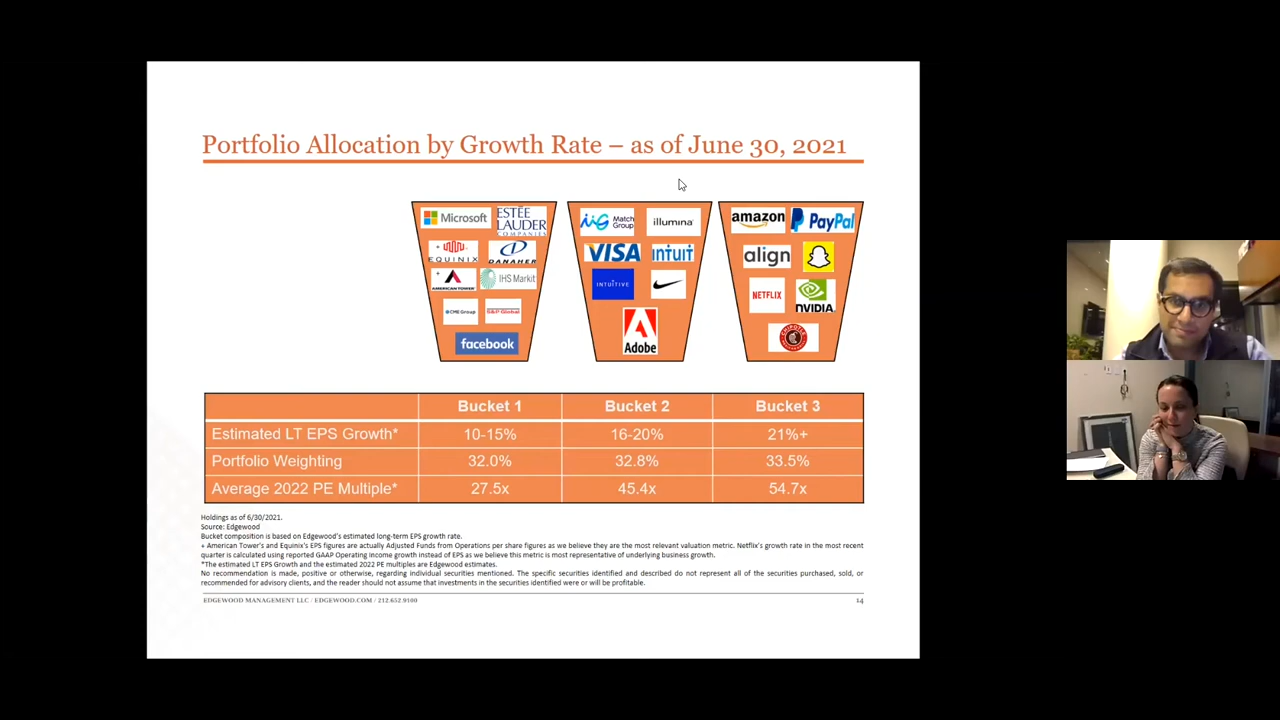 Portfolio Allocation by Growth Rate – as of June 30, 2021
Microsoft
ESTĒE
LAUDER
COMPANIES
+ EQUINIX
DANAHER
+ AMERICAN TOWER
IHS Markit
CME Group
S&P Global
facebook
Match
Group
illumina
VISA
intuit
INTUITIVE
Adobe
amazon
PayPal
align
NETFLIX
NVIDIA
CHIPOTLE
Bucket 1 Bucket 2 Bucket 3
Estimated LT EPS Growth* 10-15% 16-20% 21%+
Portfolio Weighting 32.0% 32.8% 33.5%
Average 2022 PE Multiple* 27.5x 45.4x 54.7x
Holdings as of 6/30/2021.
Source: Edgewood
Bucket composition is based on Edgewood's estimated long-term EPS growth rate.
+ American Tower's and Equinix's EPS figures are actually Adjusted Funds from Operations per share figures as we believe they are the most relevant valuation metric. Netflix's growth rate in the most recent
quarter is calculated using reported GAAP Operating Income growth instead of EPS as we believe this metric is most representative of underlying business growth.
*The estimated LT EPS Growth and the estimated 2022 PE multiples are Edgewood estimates.
No recommendation is made, positive or otherwise, regarding individual securities mentioned. The specific securities identified and described do not represent all of the securities purchased, sold, or
recommended for advisory clients, and the reader should not assume that investments in the securities identified were or will be profitable.
EDGEWOOD MANAGEMENT LLC / EDGEWOOD.COM / 212.652.9100 14